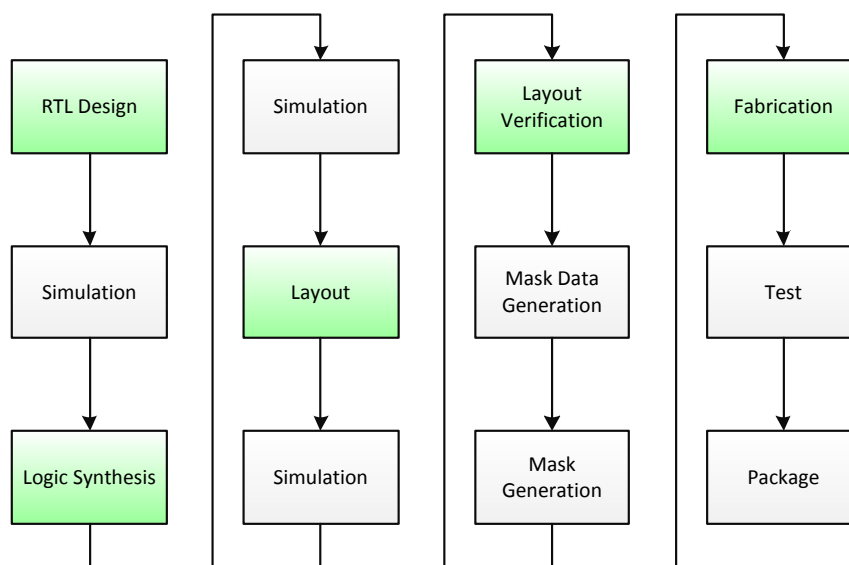 RTL Design
Simulation
Logic Synthesis
Simulation
Layout
Simulation
Layout
Verification
Mask Data
Generation
Mask
Generation
Fabrication
Test
Package